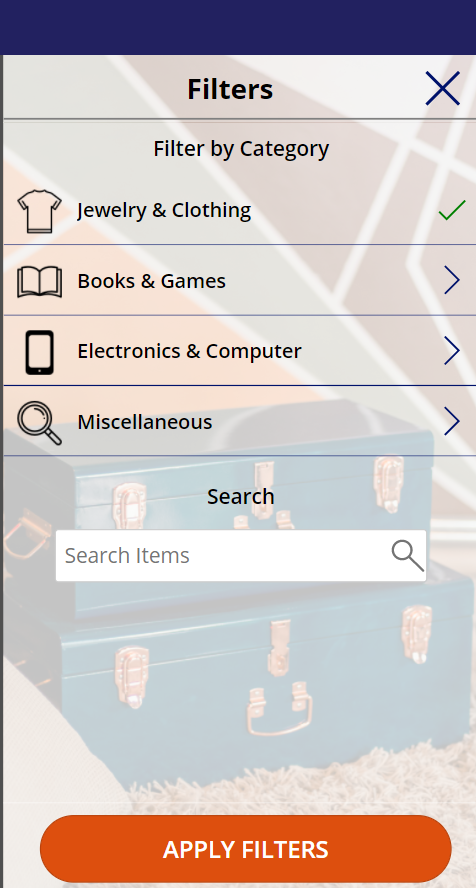 Filters
Filter by Category
Jewelry & Clothing
Books & Games
Electronics & Computer
Miscellaneous
Search
Search Items
APPLY FILTERS